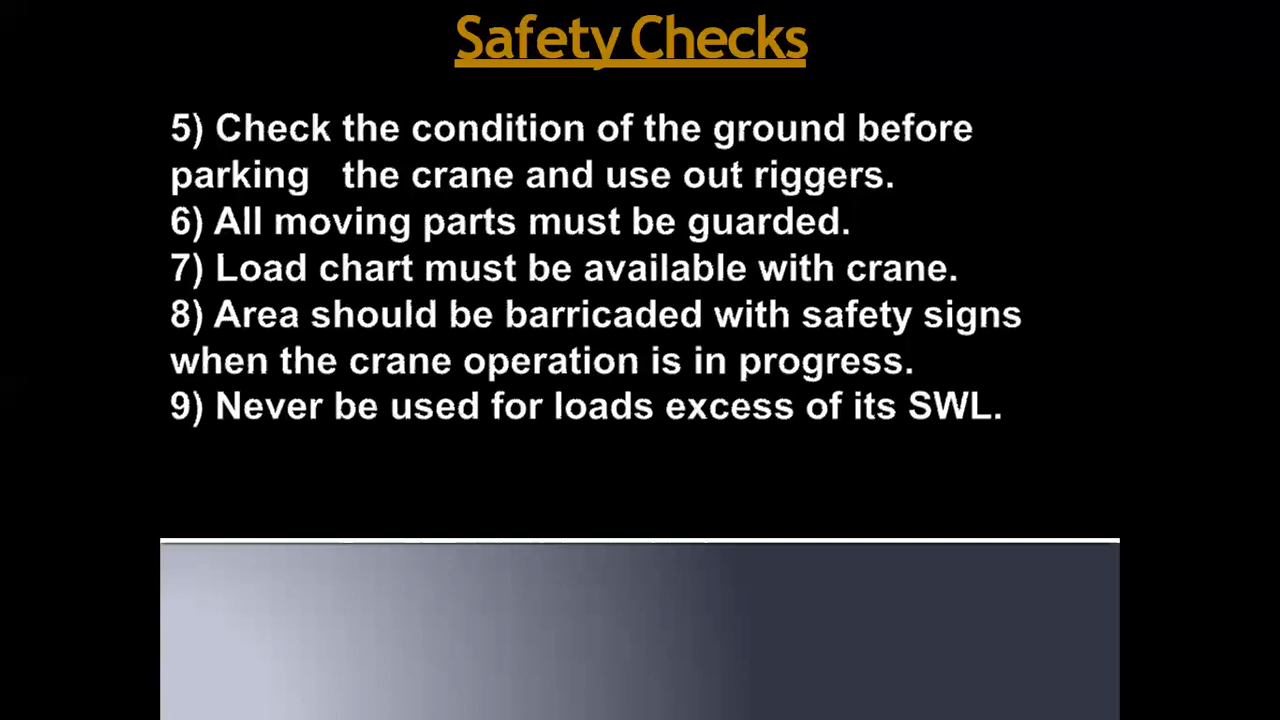 Safety Checks
5) Check the condition of the ground before
parking the crane and use out riggers.
6) All moving parts must be guarded.
7) Load chart must be available with crane.
8) Area should be barricaded with safety signs
when the crane operation is in progress.
9) Never be used for loads excess of its SWL.